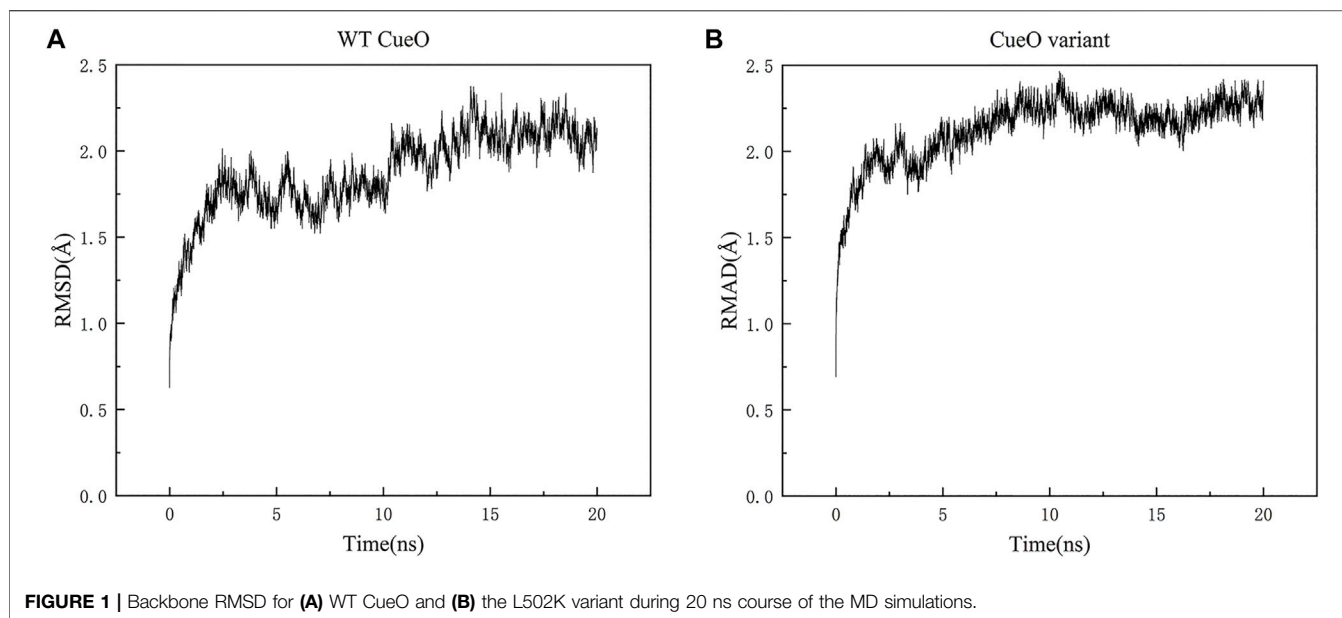 A
WT CueO
2.5
2.0
1.5
1.0
0.5
0.0
RMSD(Å)
0
5
10
15
20
Time(ns)
B
CueO variant
2.5
2.0
1.5
1.0
0.5
0.0
RMAD(Å)
0
5
10
15
20
Time(ns)
FIGURE 1 | Backbone RMSD for (A) WT CueO and (B) the L502K variant during 20 ns course of the MD simulations.